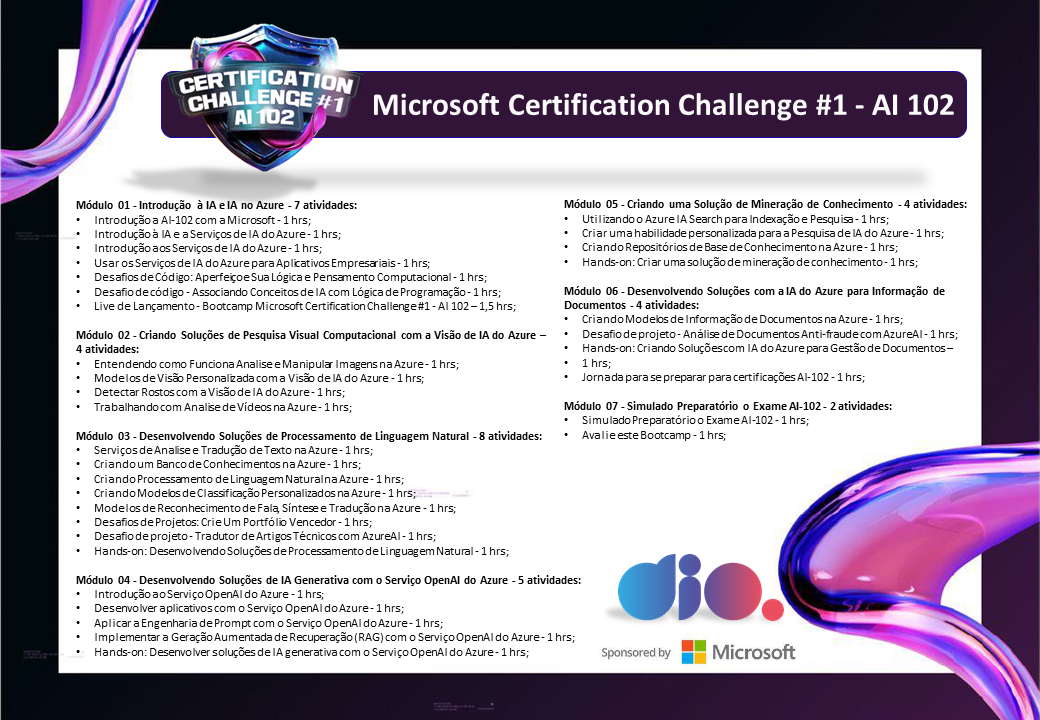 CERTIFICATION
CHALLENGE #1
AI 102
Microsoft Certification Challenge #1 - AI 102
Módulo 01 - Introdução à IA e IA no Azure - 7 atividades:
• Introdução a AI-102 com a Microsoft - 1 hrs;
• Introdução à IA e a Serviços de IA do Azure - 1 hrs;
• Introdução aos Serviços de IA do Azure - 1 hrs;
• Usar os Serviços de IA do Azure para Aplicativos Empresariais - 1 hrs;
• Desafios de Código: Aperfeiçoe Sua Lógica e Pensamento Computacional - 1 hrs;
• Desafio de código - Associando Conceitos de IA com Lógica de Programação - 1 hrs;
• Live de Lançamento - Bootcamp Microsoft Certification Challenge #1 - AI 102 – 1,5 hrs;
Módulo 02 - Criando Soluções de Pesquisa Visual Computacional com a Visão de IA do Azure –
4 atividades:
• Entendendo como Funciona Analise e Manipular Imagens na Azure - 1 hrs;
• Modelos de Visão Personalizada com a Visão de IA do Azure - 1 hrs;
• Detectar Rostos com a Visão de IA do Azure - 1 hrs;
• Trabalhando com Analise de Vídeos na Azure - 1 hrs;
Módulo 03 - Desenvolvendo Soluções de Processamento de Linguagem Natural - 8 atividades:
• Serviços de Analise e Tradução de Texto na Azure - 1 hrs;
• Criando um Banco de Conhecimentos na Azure - 1 hrs;
• Criando Processamento de Linguagem Natural na Azure - 1 hrs;
• Criando Modelos de Classificação Personalizados na Azure - 1 hrs;
• Modelos de Reconhecimento de Fala, Síntese e Tradução na Azure - 1 hrs;
• Desafios de Projetos: Crie Um Portfólio Vencedor - 1 hrs;
• Desafio de projeto - Tradutor de Artigos Técnicos com AzureAI - 1 hrs;
• Hands-on: Desenvolvendo Soluções de Processamento de Linguagem Natural - 1 hrs;
Módulo 04 - Desenvolvendo Soluções de IA Generativa com o Serviço OpenAI do Azure - 5 atividades:
• Introdução ao Serviço OpenAI do Azure - 1 hrs;
• Desenvolver aplicativos com o Serviço OpenAI do Azure - 1 hrs;
• Aplicar a Engenharia de Prompt com o Serviço OpenAI do Azure - 1 hrs;
• Implementar a Geração Aumentada de Recuperação (RAG) com o Serviço OpenAI do Azure - 1 hrs;
• Hands-on: Desenvolver soluções de IA generativa com o Serviço OpenAI do Azure - 1 hrs;
Módulo 05 - Criando uma Solução de Mineração de Conhecimento - 4 atividades:
• Utilizando o Azure IA Search para Indexação e Pesquisa - 1 hrs;
• Criar uma habilidade personalizada para a Pesquisa de IA do Azure - 1 hrs;
• Criando Repositórios de Base de Conhecimento na Azure - 1 hrs;
• Hands-on: Criar uma solução de mineração de conhecimento - 1 hrs;
Módulo 06 - Desenvolvendo Soluções com a IA do Azure para Informação de
Documentos - 4 atividades:
• Criando Modelos de Informação de Documentos na Azure - 1 hrs;
• Desafio de projeto - Análise de Documentos Anti-fraude com AzureAI - 1 hrs;
• Hands-on: Criando Soluções com IA do Azure para Gestão de Documentos –
• 1 hrs;
• Jornada para se preparar para certificações AI-102 - 1 hrs;
Módulo 07 - Simulado Preparatório o Exame AI-102 - 2 atividades:
• Simulado Preparatório o Exame AI-102 - 1 hrs;
• Avalie este Bootcamp - 1 hrs;
dio.
Sponsored by Microsoft